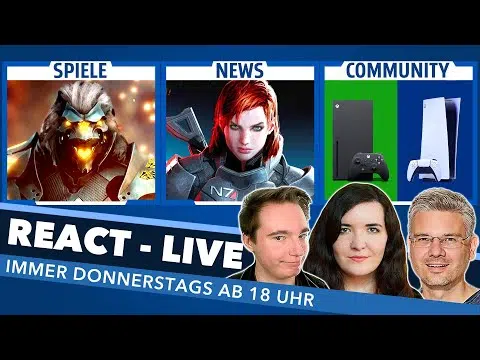 SPIELE
NEWS
COMMUNITY
N7
REACT - LIVE
IMMER DONNERSTAGS AB 18 UHR